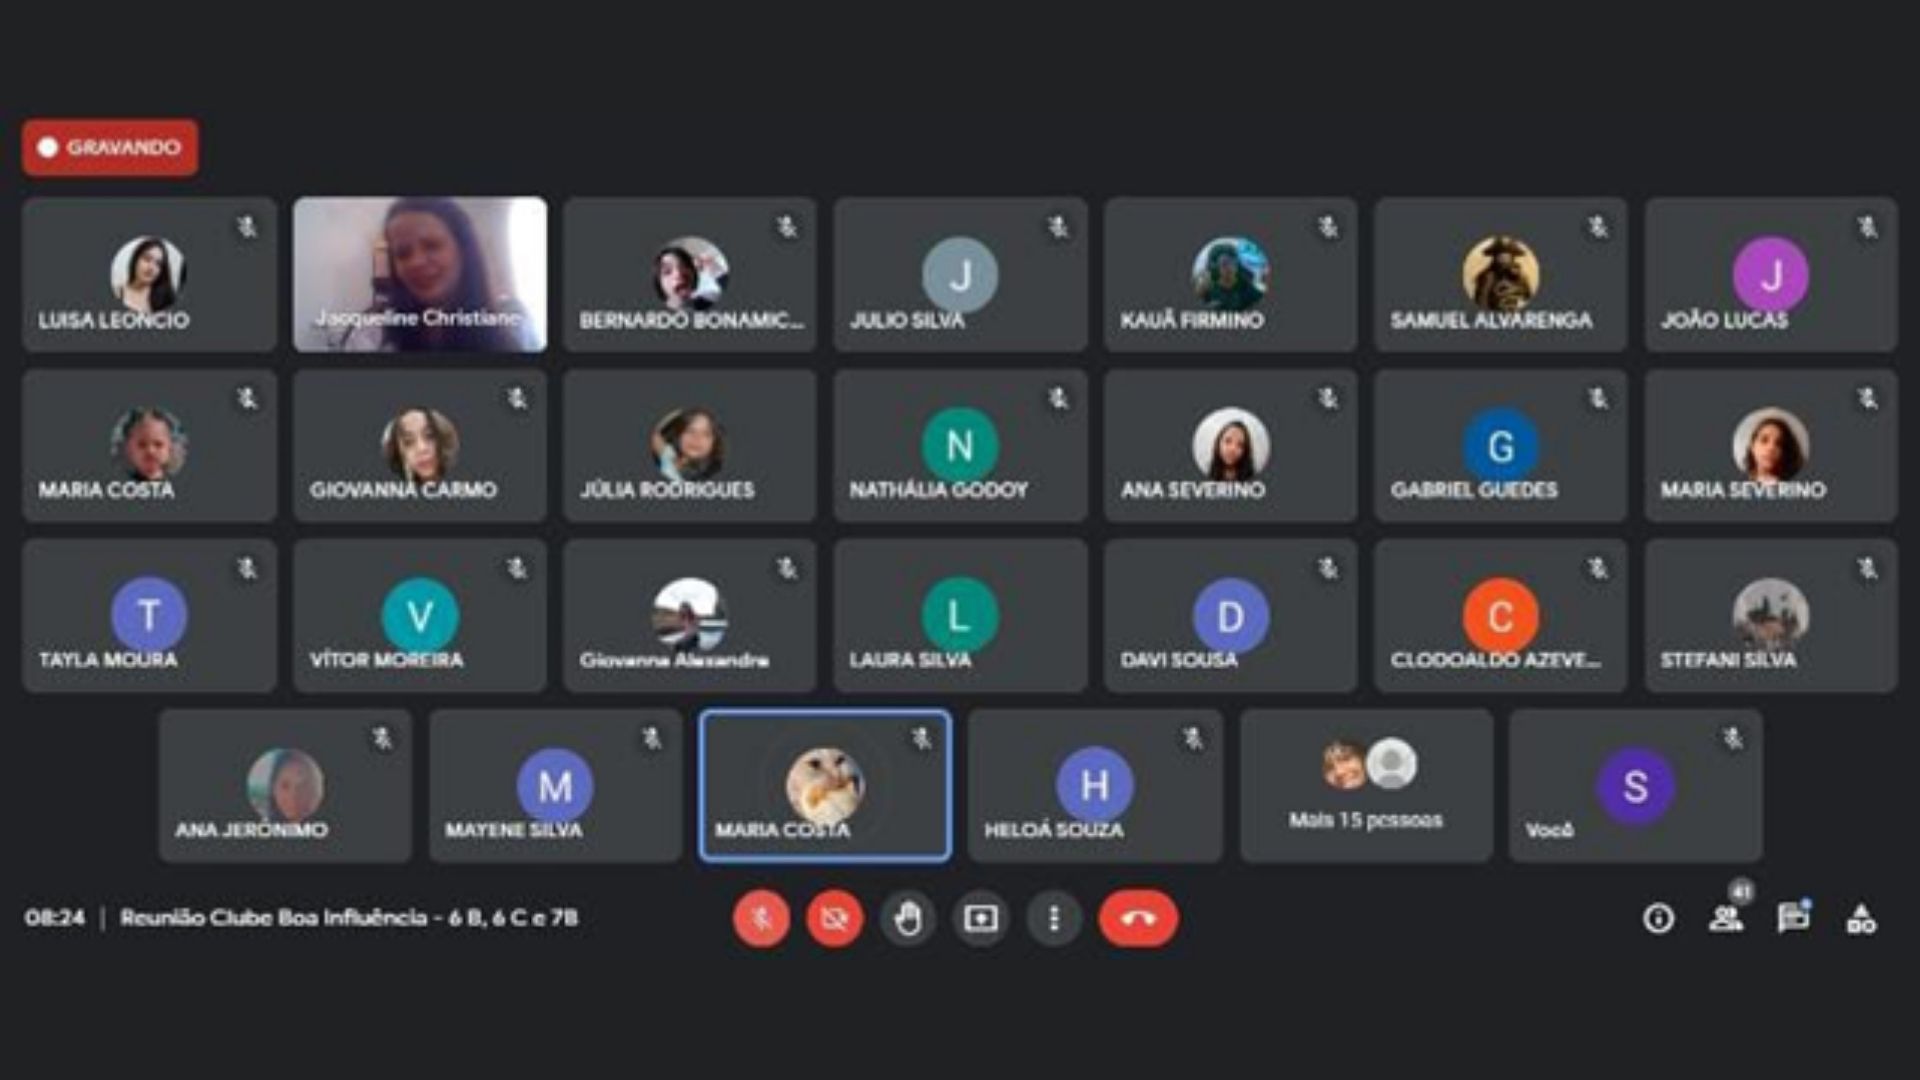 GRAVANDO
LUISA LEONCIO
Jacqueline Christiane
BERNARDO BONAMIC...
J
JULIO SILVA
KAUÃ FIRMINO
SAMUEL ALVARENGA
J
JOÃO LUCAS
MARIA COSTA
GIOVANNA CARMO
JÚLIA RODRIGUES
N
NATHÁLIA GODOY
ANA SEVERINO
G
GABRIEL GUEDES
MARIA SEVERINO
T
TAYLA MOURA
V
VÍTOR MOREIRA
Giovanna Alexandre
L
LAURA SILVA
D
DAVI SOUSA
C
CLODOALDO AZEVE...
STEFANI SILVA
ANA JERÔNIMO
M
MAYENE SILVA
MARIA COSTA
H
HELOÁ SOUZA
Mais 15 pessoas
S
Você
08:24 | Reunião Clube Boa Influência - 6 B, 6 C e 7B
41